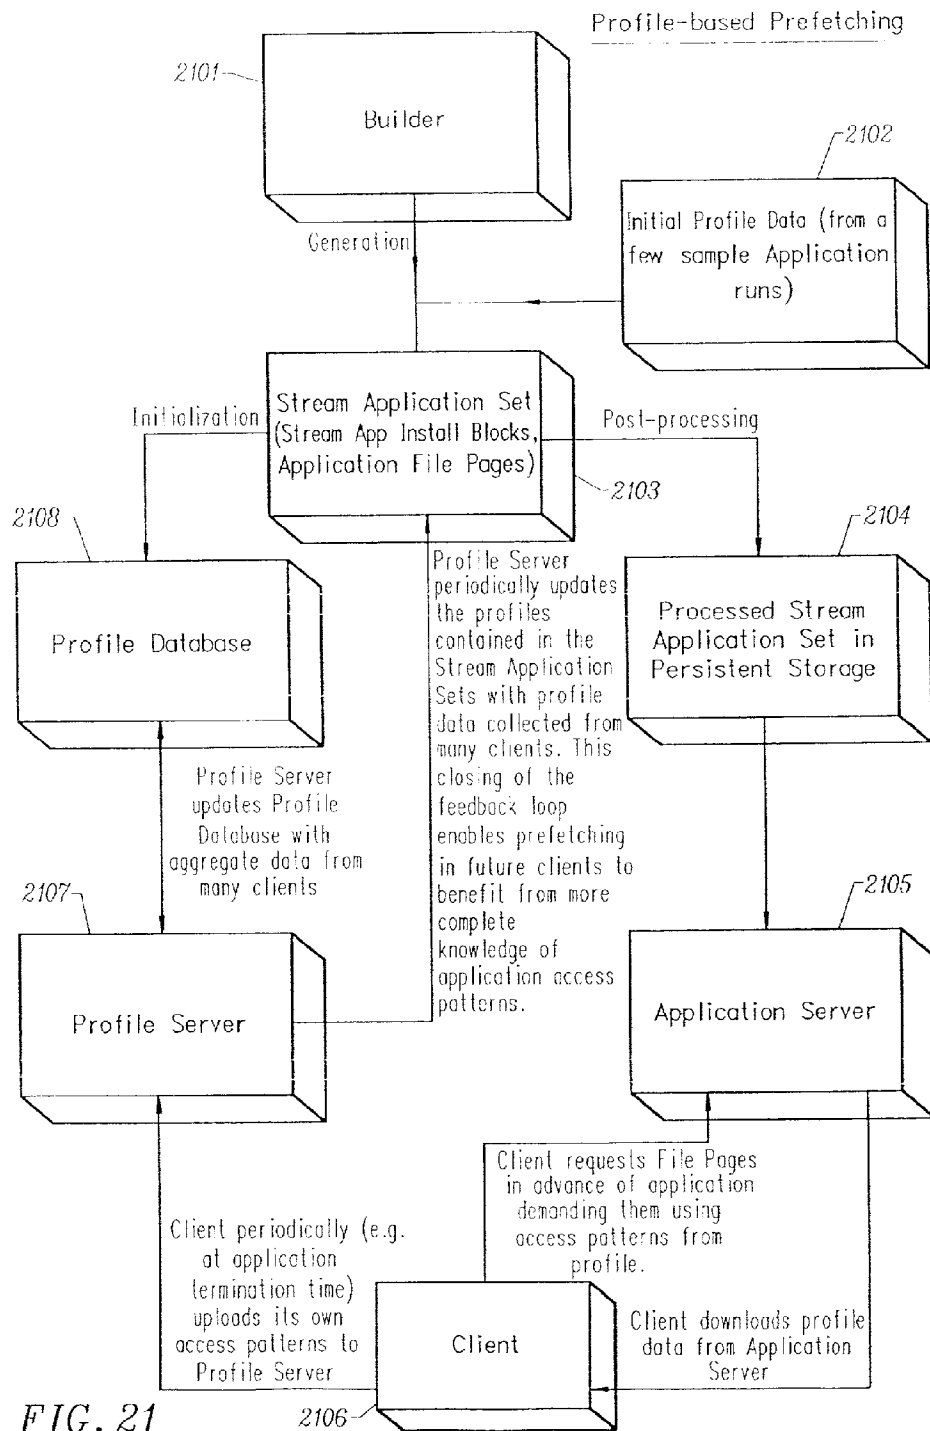 Profile-based Prefetching
2101
Builder
2102
Initial Profile Data (from a
few sample Application
runs)
Generation
Stream Application Set
(Stream App Install Blocks,
Application File Pages)
2103
Initialization
Post-processing
2108
Profile Database
2104
Processed Stream
Application Set in
Persistent Storage
Profile Server
periodically updates
the profiles
contained in the
Stream Application
Sets with profile
data collected from
many clients. This
closing of the
feedback loop
enables prefetching
in future clients to
benefit from more
complete
knowledge of
application access
patterns.
Profile Server
updates Profile
Database with
aggregate data from
many clients
2107
Profile Server
2105
Application Server
Client requests File Pages
in advance of application
demanding them using
access patterns from
profile.
Client periodically (e.g.
at application
termination time)
uploads its own
access patterns to
Profile Server
Client
2106
Client downloads profile
data from Application
Server
FIG. 21